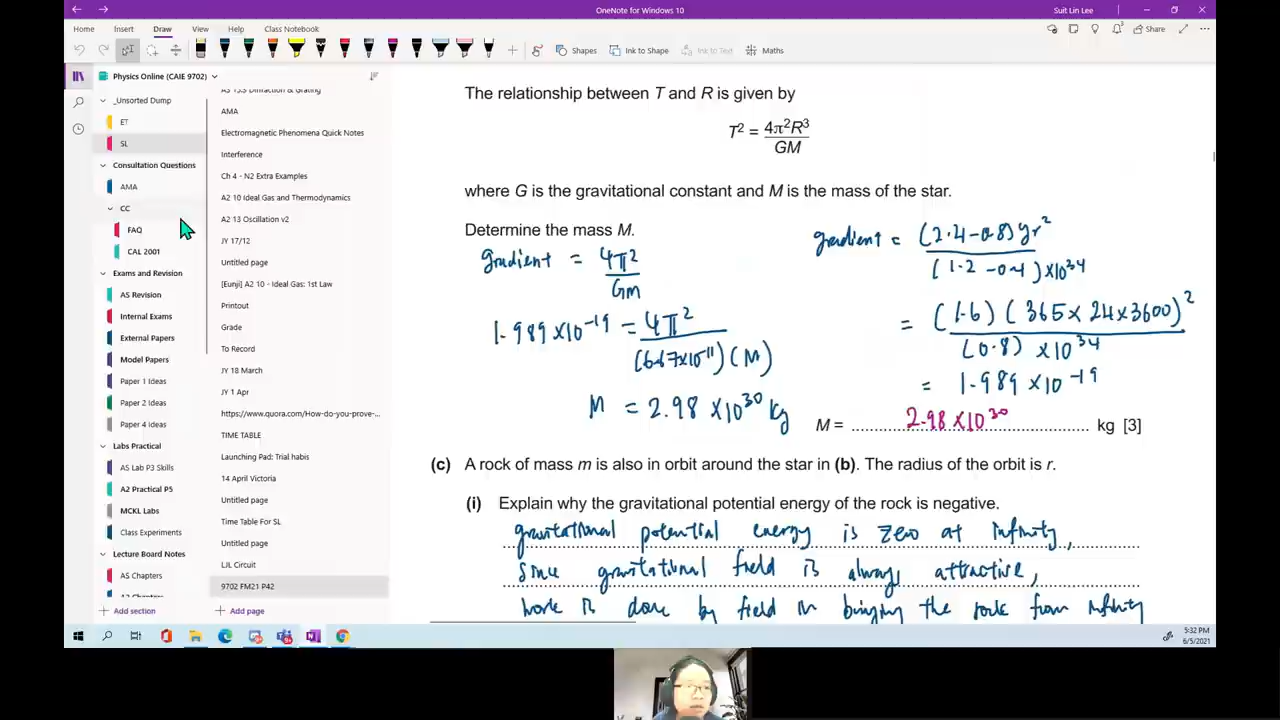 OneNote for Windows 10
Suit Lin Lee
Home Insert Draw View Help Class Notebook
Share
Shapes Ink to Shape Ink to Text Maths
Physics Online (CAIE 9702)
_Unsorted Dump
ET
SL
Consultation Questions
AMA
CC
FAQ
CAL 2001
Exams and Revision
AS Revision
Internal Exams
External Papers
Model Papers
Paper 1 Ideas
Paper 2 Ideas
Paper 4 Ideas
Labs Practical
AS Lab P3 Skills
A2 Practical P5
MCKL Labs
Class Experiments
Lecture Board Notes
AS Chapters
Add section
AS 15.3 Diffraction & Grating
AMA
Electromagnetic Phenomena Quick Notes
Interference
Ch 4 - N2 Extra Examples
A2 10 Ideal Gas and Thermodynamics
A2 13 Oscillation v2
JY 17/12
Untitled page
[Eunji] A2 10 - Ideal Gas: 1st Law
Printout
Grade
To Record
JY 18 March
JY 1 Apr
https://www.quora.com/How-do-you-prove-...
TIME TABLE
Launching Pad: Trial habis
14 April Victoria
Untitled page
Time Table For SL
Untitled page
LJL Circuit
9702 FM21 P42
Add page
The relationship between T and R is given by
T² = 4π²R³ / GM
where G is the gravitational constant and M is the mass of the star.
Determine the mass M.
gradient = 4π² / GM
1.989 × 10⁻¹⁹ = 4π² / (6.67×10⁻¹¹)(M)
M = 2.98 × 10³⁰ kg
gradient = (2.4 - 0.8) yr² / (1.2 - 0.4) × 10³⁴
= (1.6) (365 × 24 × 3600)² / (0.8) × 10³⁴
= 1.989 × 10⁻¹⁹
M = 2.98 × 10³⁰ kg [3]
(c) A rock of mass m is also in orbit around the star in (b). The radius of the orbit is r.
(i) Explain why the gravitational potential energy of the rock is negative.
gravitational potential energy is zero at infinity,
since gravitational field is always attractive,
work is done by field in bringing the rock from infinity
5:32 PM
6/5/2021